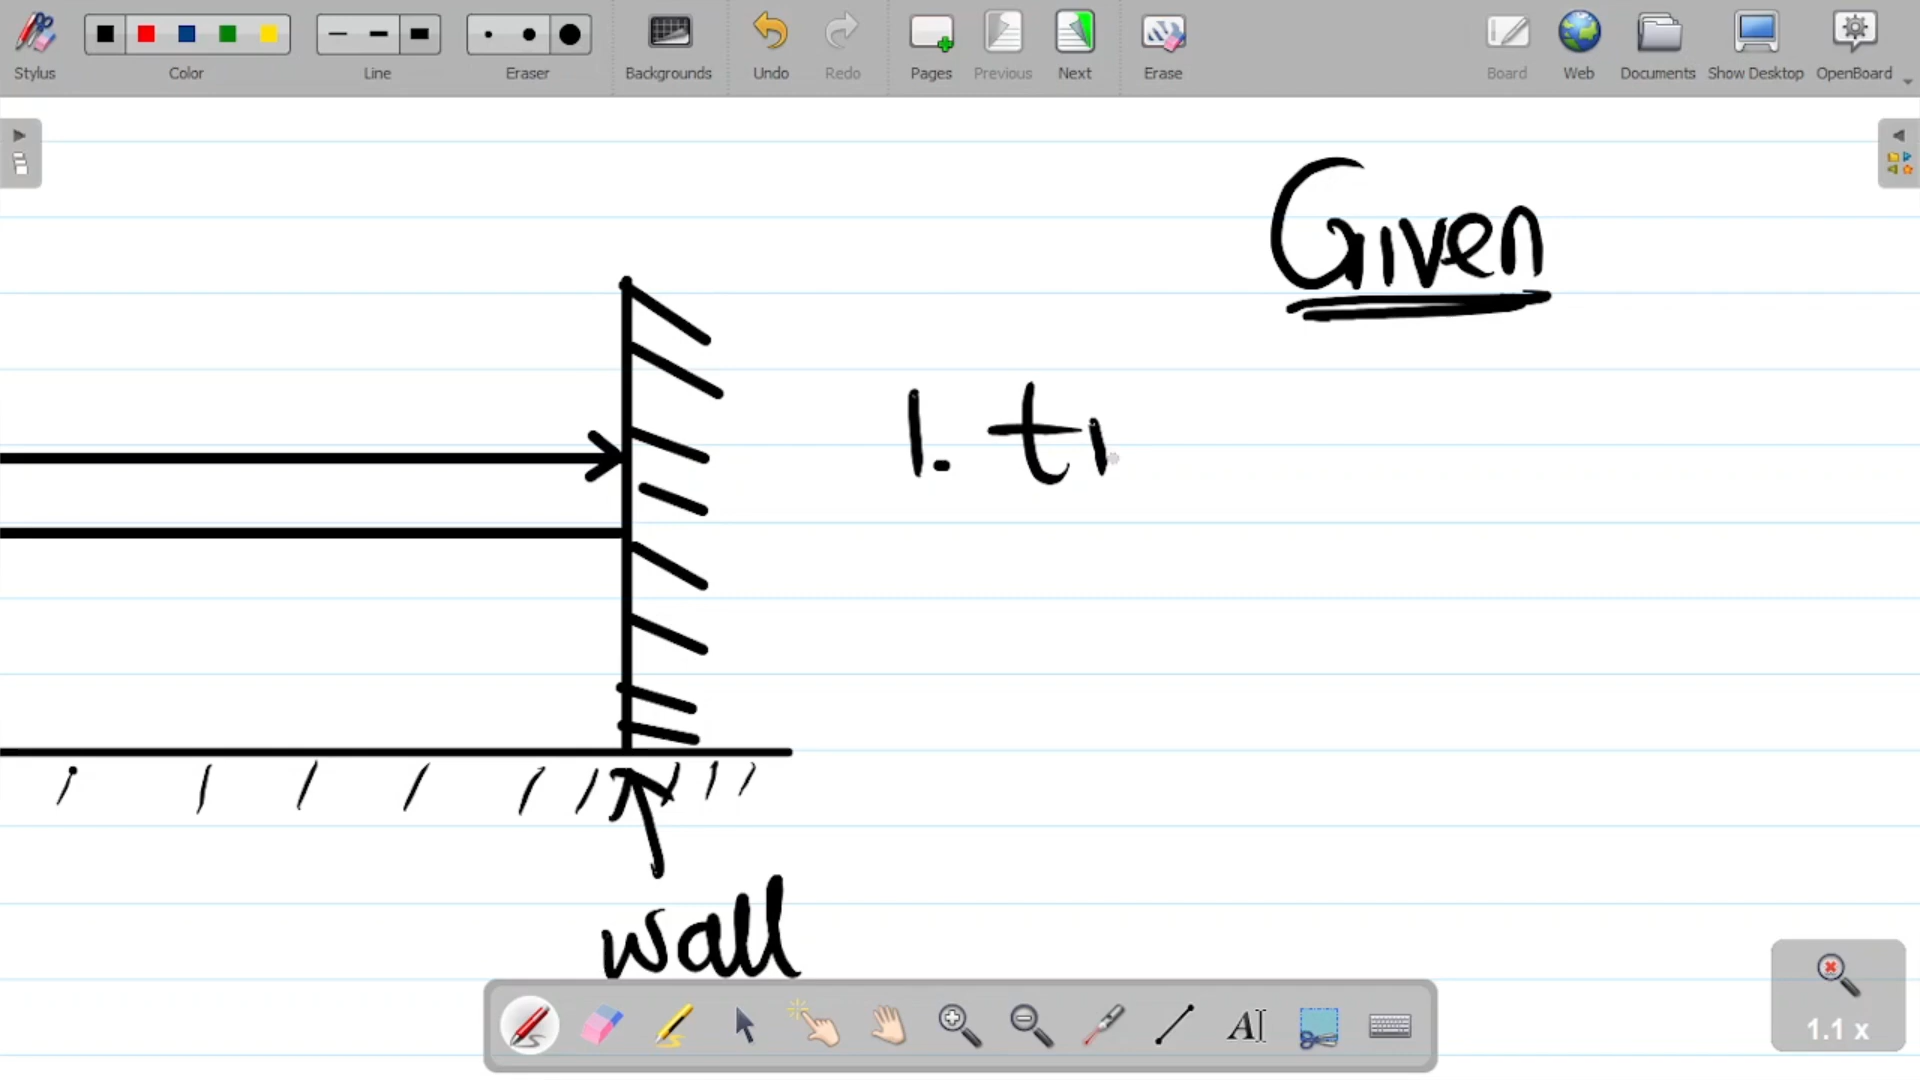 Stylus
Color
Line
Eraser
Backgrounds
Undo
Redo
Pages
Previous
Next
Erase
Board
Web
Documents
Show Desktop
OpenBoard
Given
1. tı
wall
1.1 x